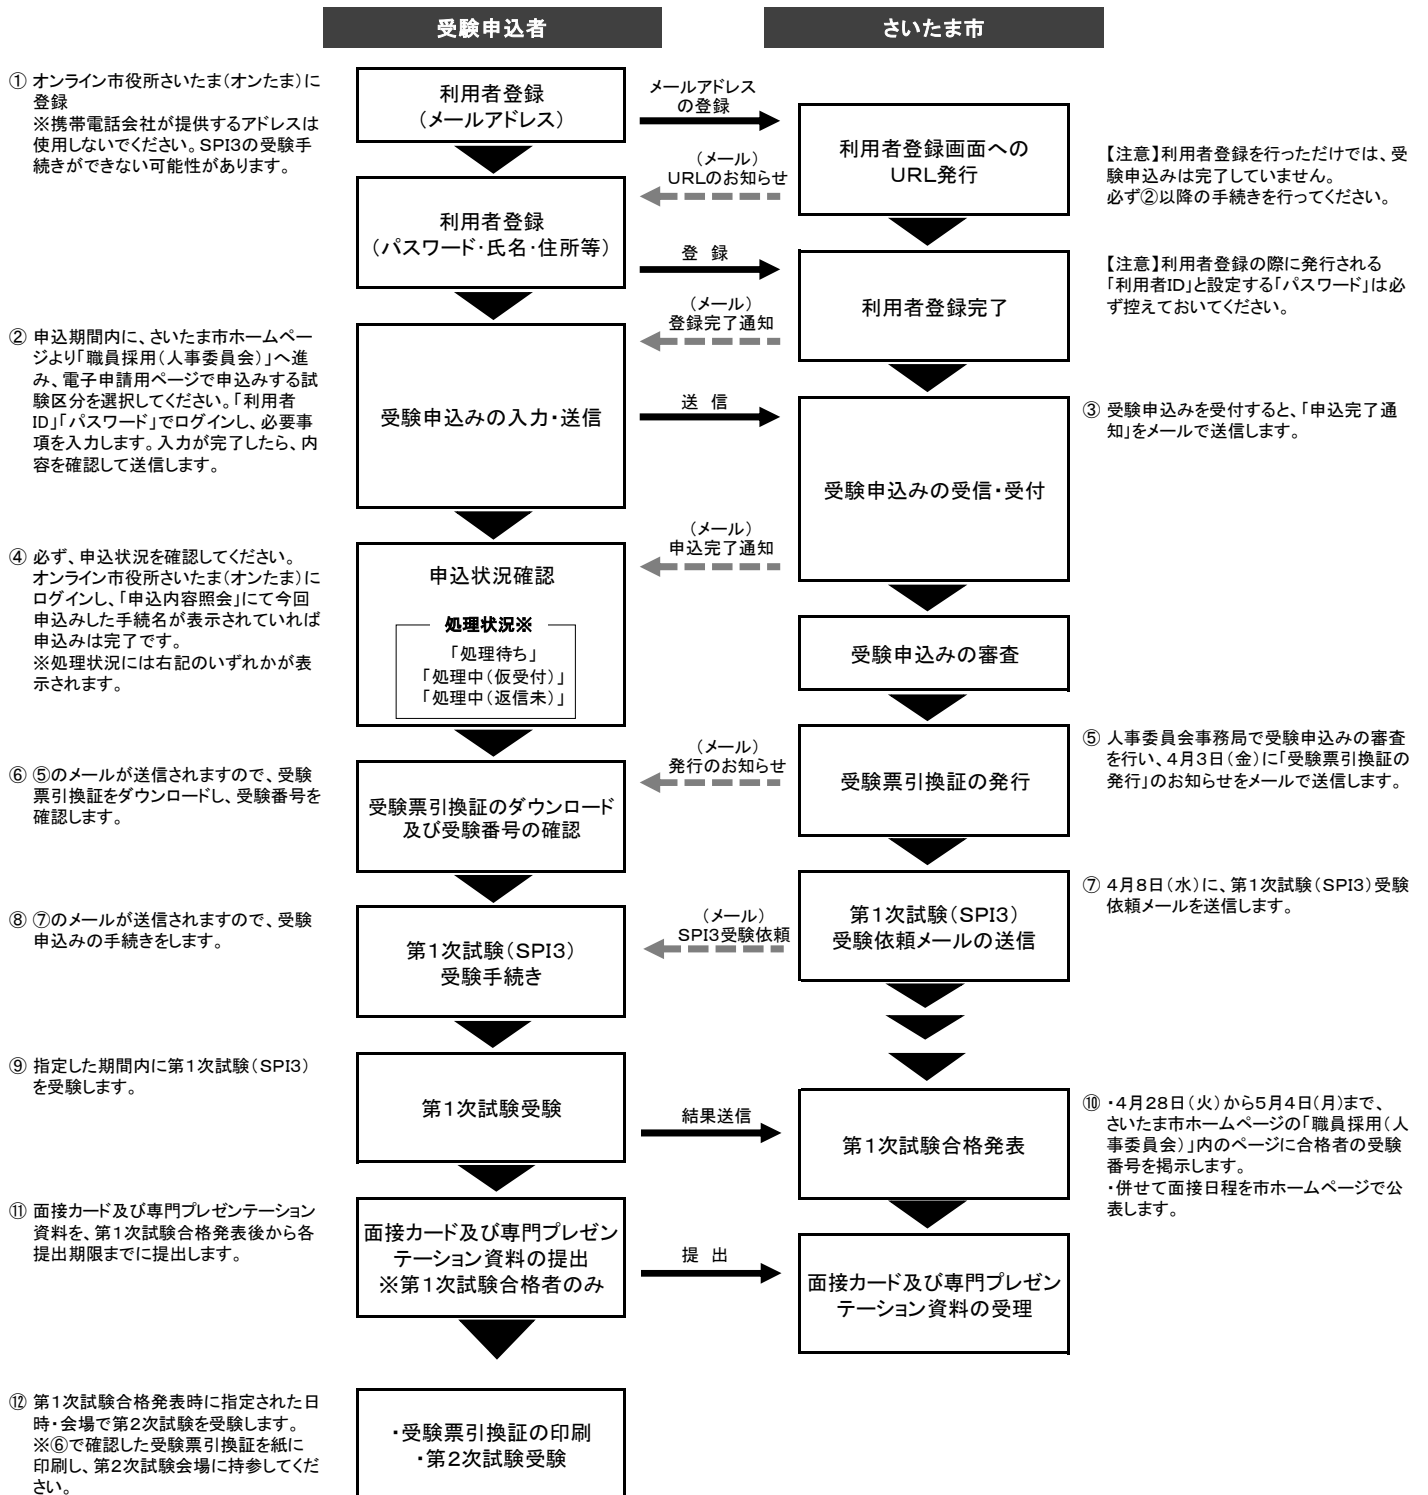 受験申込者
さいたま市
① オンライン市役所さいたま（オンたま）に
登録
※携帯電話会社が提供するアドレスは
使用しないでください。SPI3の受験手
続きができない可能性があります。
利用者登録
（メールアドレス）
メールアドレス
の登録
利用者登録画面への
URL発行
【注意】利用者登録を行っただけでは、受
験申込みは完了していません。
必ず②以降の手続きを行ってください。
（メール）
URLのお知らせ
利用者登録
（パスワード・氏名・住所等）
登 録
利用者登録完了
【注意】利用者登録の際に発行される
「利用者ID」と設定する「パスワード」は必
ず控えておいてください。
（メール）
登録完了通知
② 申込期間内に、さいたま市ホームペー
ジより「職員採用（人事委員会）」へ進
み、電子申請用ページで申込みする試
験区分を選択してください。「利用者
ID」「パスワード」でログインし、必要事
項を入力します。入力が完了したら、内
容を確認して送信します。
受験申込みの入力・送信
送 信
受験申込みの受信・受付
③ 受験申込みを受付すると、「申込完了通
知」をメールで送信します。
（メール）
申込完了通知
④ 必ず、申込状況を確認してください。
オンライン市役所さいたま（オンたま）に
ログインし、「申込内容照会」にて今回
申込みした手続名が表示されていれば
申込みは完了です。
※処理状況には右記のいずれかが表
示されます。
申込状況確認
処理状況※
「処理待ち」
「処理中（仮受付）」
「処理中（返信未）」
受験申込みの審査
⑤ 人事委員会事務局で受験申込みの審査
を行い、4月3日（金）に「受験票引換証の
発行」のお知らせをメールで送信します。
受験票引換証の発行
（メール）
発行のお知らせ
⑥ ⑤のメールが送信されますので、受験
票引換証をダウンロードし、受験番号を
確認します。
受験票引換証のダウンロード
及び受験番号の確認
⑦ 4月8日（水）に、第1次試験（SPI3）受験
依頼メールを送信します。
第1次試験（SPI3）
受験依頼メールの送信
（メール）
SPI3受験依頼
⑧ ⑦のメールが送信されますので、受験
申込みの手続きをします。
第1次試験（SPI3）
受験手続き
⑨ 指定した期間内に第1次試験（SPI3）
を受験します。
第1次試験受験
結果送信
第1次試験合格発表
⑩ ・4月28日（火）から5月4日（月）まで、
さいたま市ホームページの「職員採用（人
事委員会）」内のページに合格者の受験
番号を掲示します。
・併せて面接日程を市ホームページで公
表します。
⑪ 面接カード及び専門プレゼンテーション
資料を、第1次試験合格発表後から各
提出期限までに提出します。
面接カード及び専門プレゼン
テーション資料の提出
※第1次試験合格者のみ
提 出
面接カード及び専門プレゼン
テーション資料の受理
⑫ 第1次試験合格発表時に指定された日
時・会場で第2次試験を受験します。
※⑥で確認した受験票引換証を紙に
印刷し、第2次試験会場に持参してくだ
さい。
・受験票引換証の印刷
・第2次試験受験